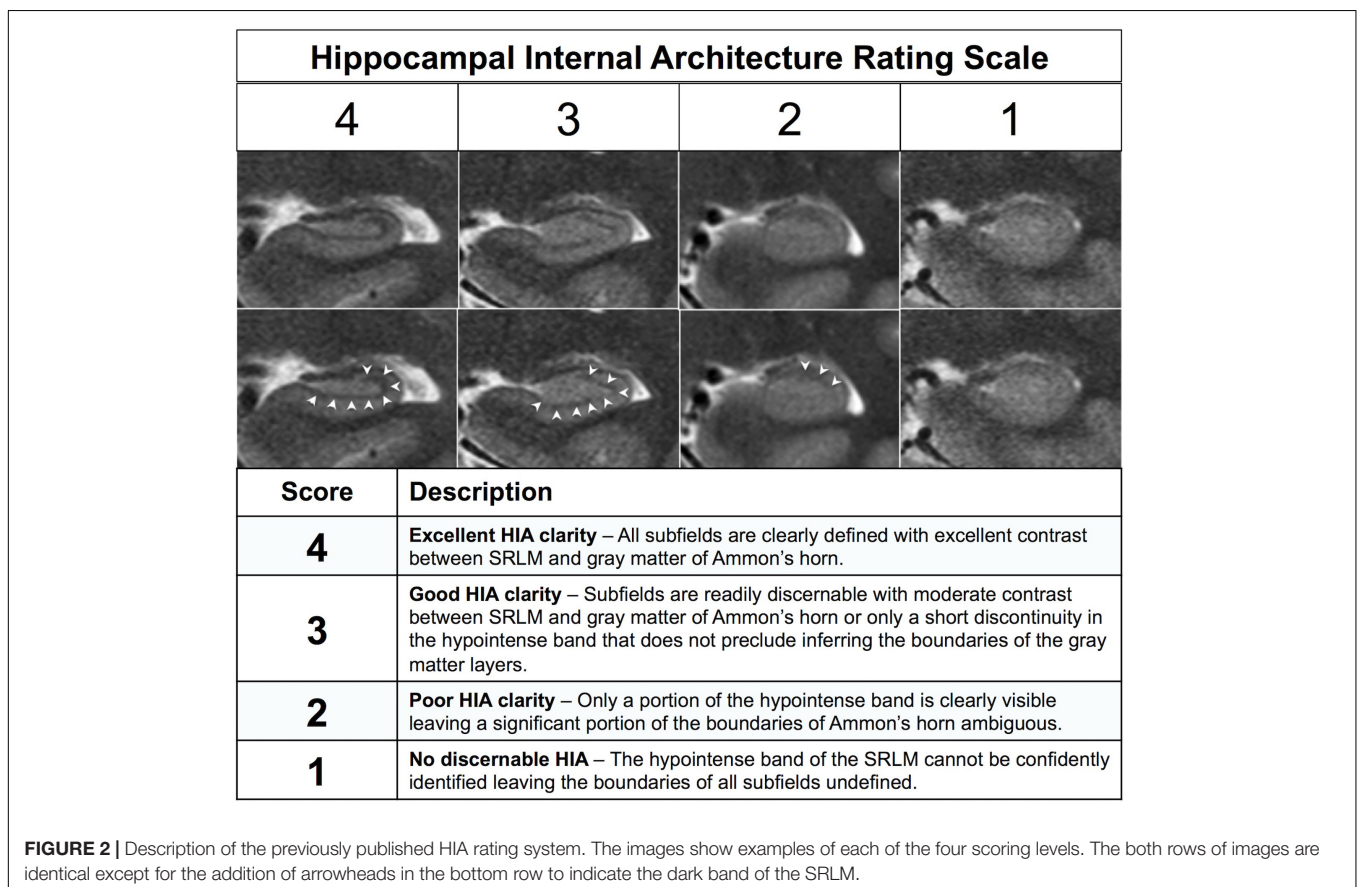 Hippocampal Internal Architecture Rating Scale
4 3 2 1
Score Description
4 Excellent HIA clarity – All subfields are clearly defined with excellent contrast
between SRLM and gray matter of Ammon’s horn.
3 Good HIA clarity – Subfields are readily discernable with moderate contrast
between SRLM and gray matter of Ammon’s horn or only a short discontinuity in
the hypointense band that does not preclude inferring the boundaries of the gray
matter layers.
2 Poor HIA clarity – Only a portion of the hypointense band is clearly visible
leaving a significant portion of the boundaries of Ammon’s horn ambiguous.
1 No discernable HIA – The hypointense band of the SRLM cannot be confidently
identified leaving the boundaries of all subfields undefined.
FIGURE 2 | Description of the previously published HIA rating system. The images show examples of each of the four scoring levels. The both rows of images are
identical except for the addition of arrowheads in the bottom row to indicate the dark band of the SRLM.